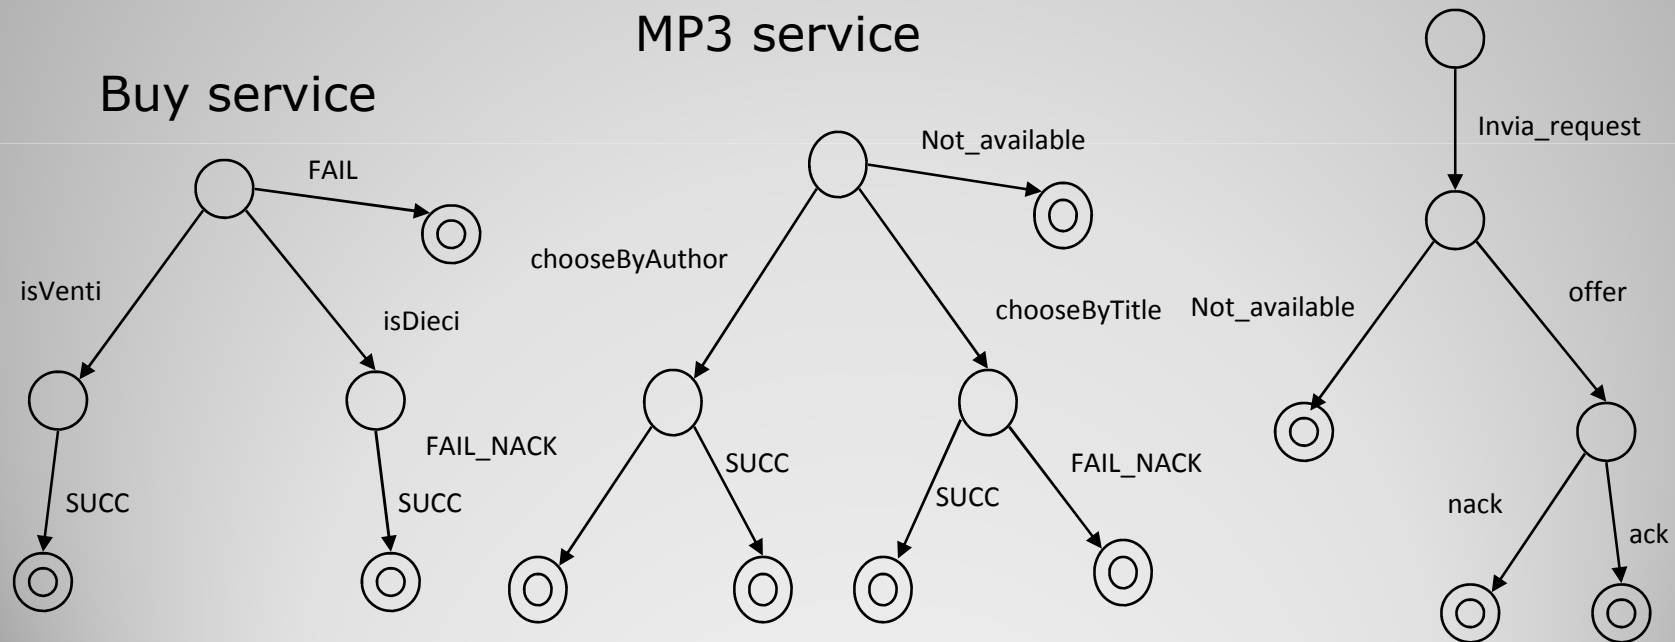 MP3 service
Buy service
Invia_request
FAIL
Not_available
chooseByAuthor
isVenti
isDieci
chooseByTitle
Not_available
offer
FAIL_NACK
SUCC
FAIL_NACK
SUCC
SUCC
SUCC
nack
ack